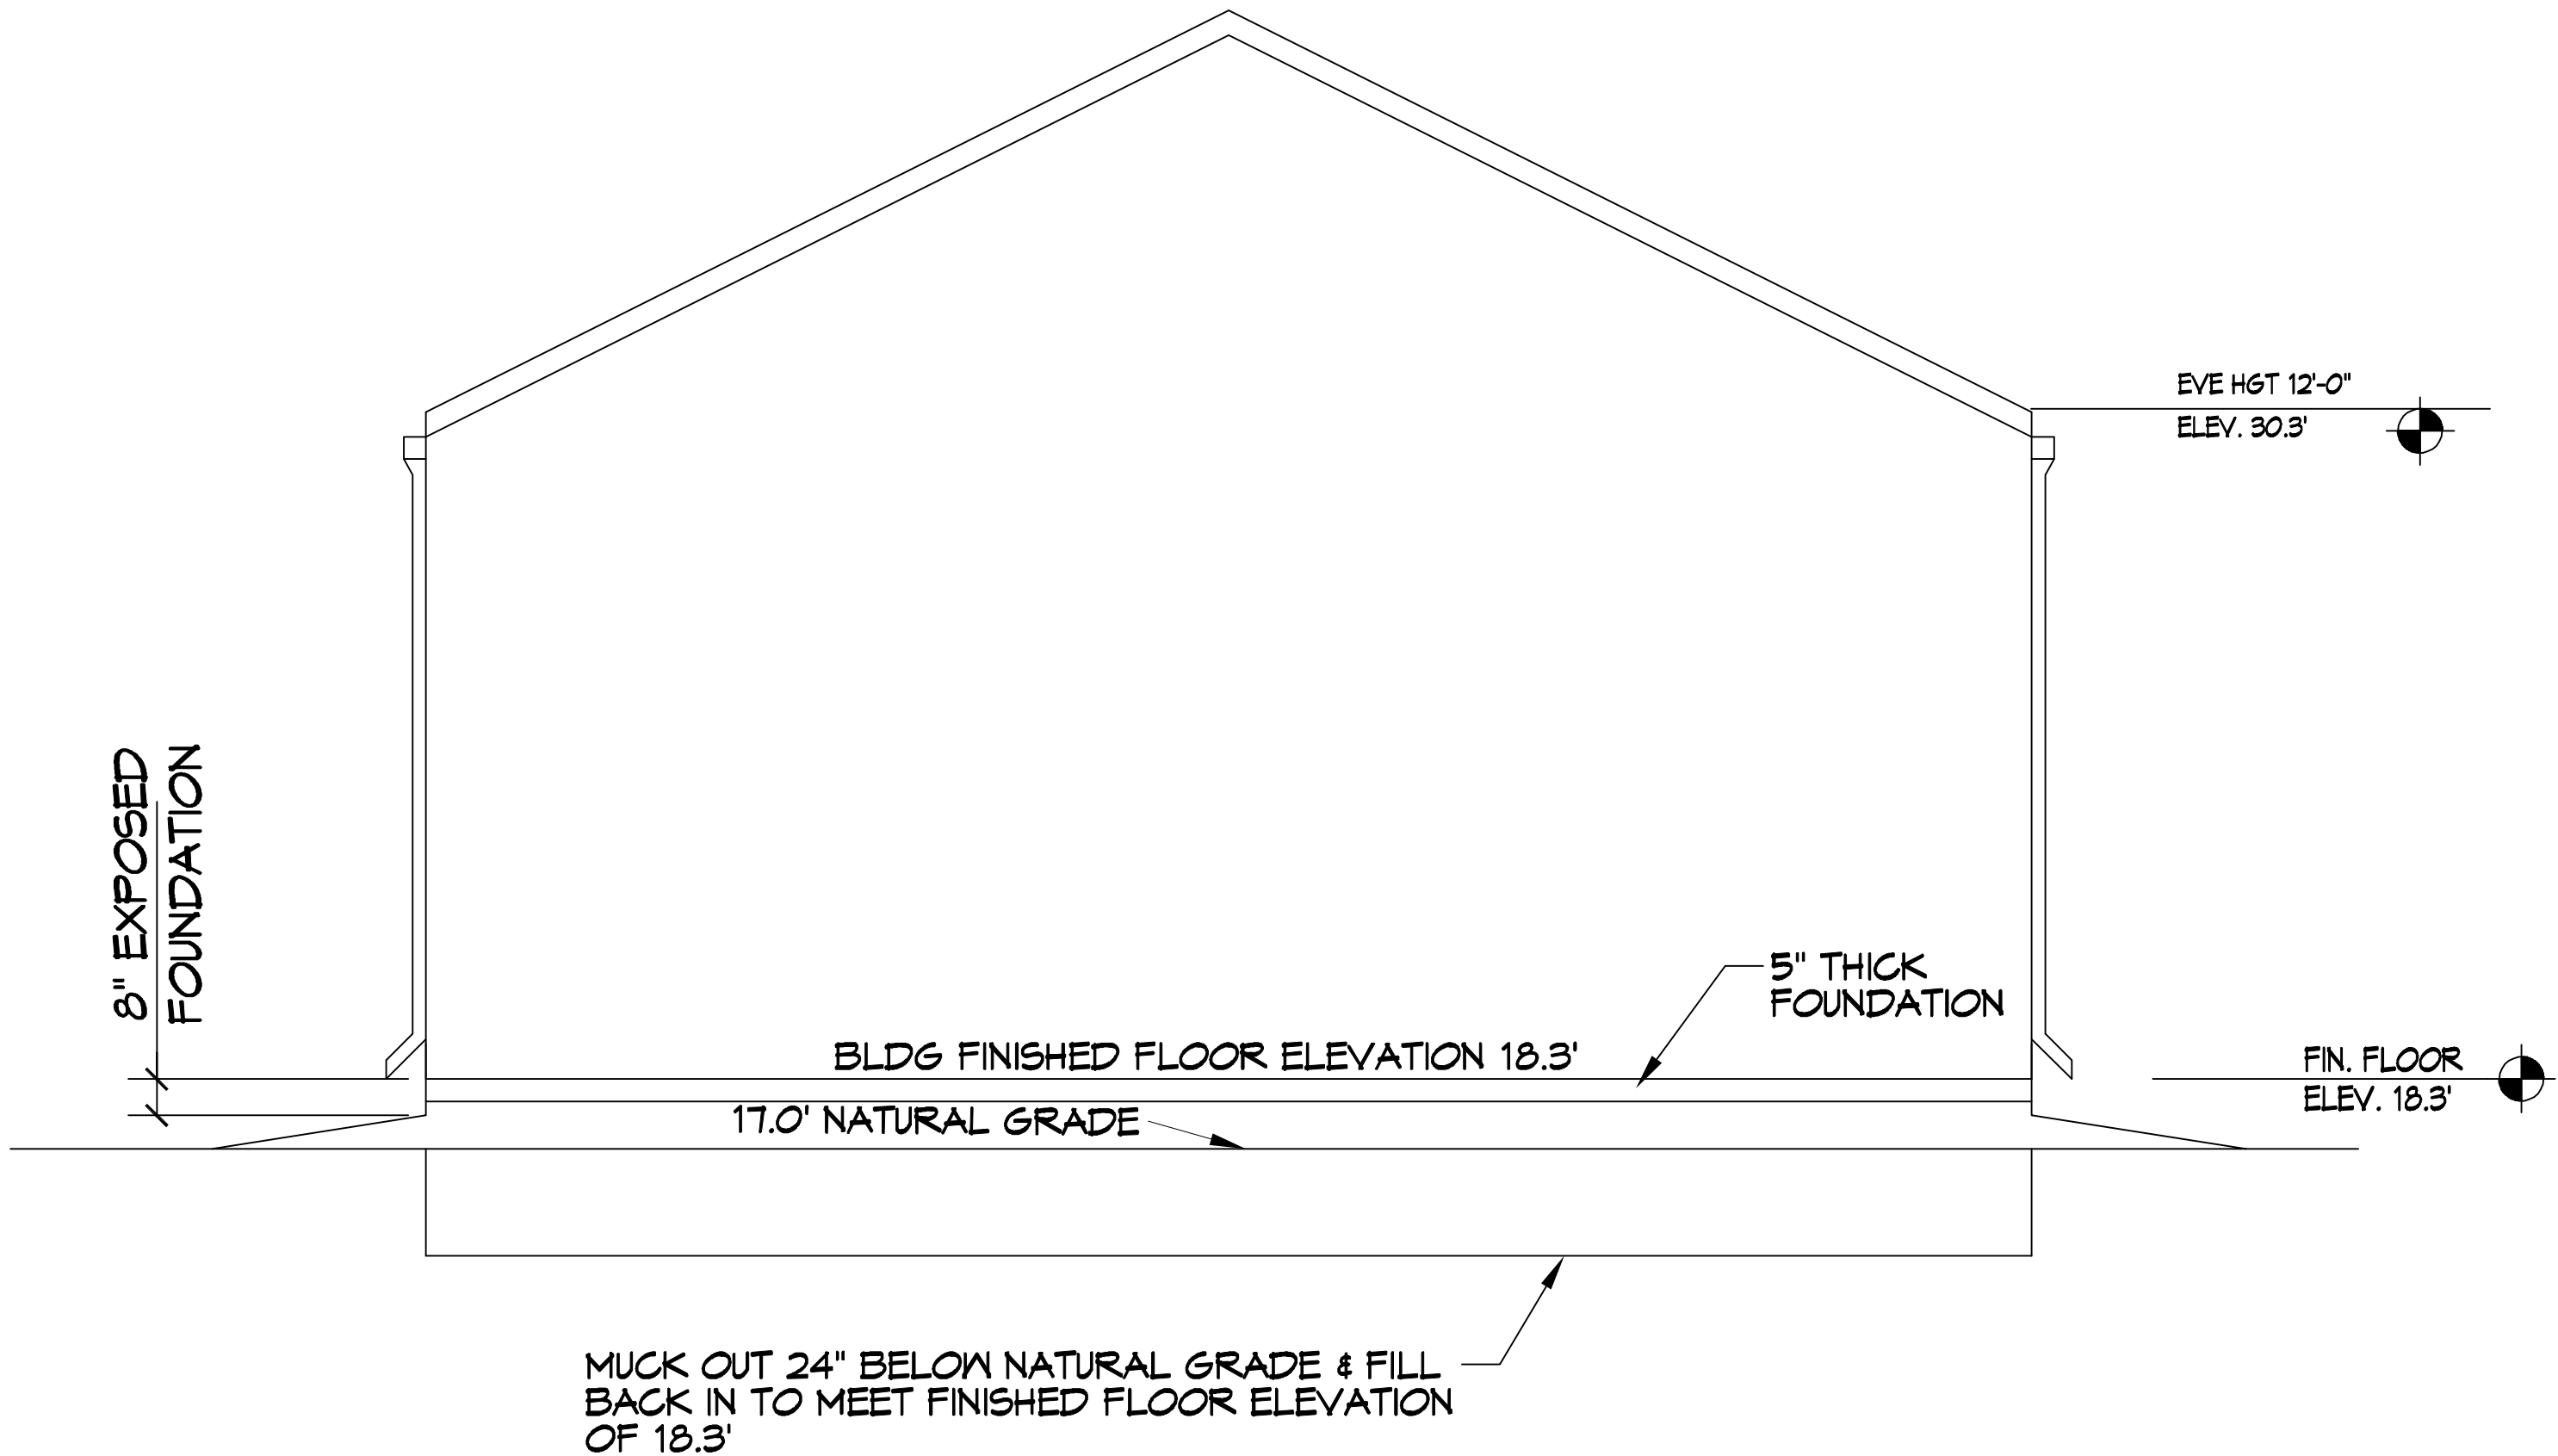 EVE HGT 12'-0"
ELEV. 30.3'
8" EXPOSED
FOUNDATION
5" THICK
FOUNDATION
BLDG FINISHED FLOOR ELEVATION 18.3'
FIN. FLOOR
ELEV. 18.3'
17.0' NATURAL GRADE
MUCK OUT 24" BELOW NATURAL GRADE & FILL
BACK IN TO MEET FINISHED FLOOR ELEVATION
OF 18.3'